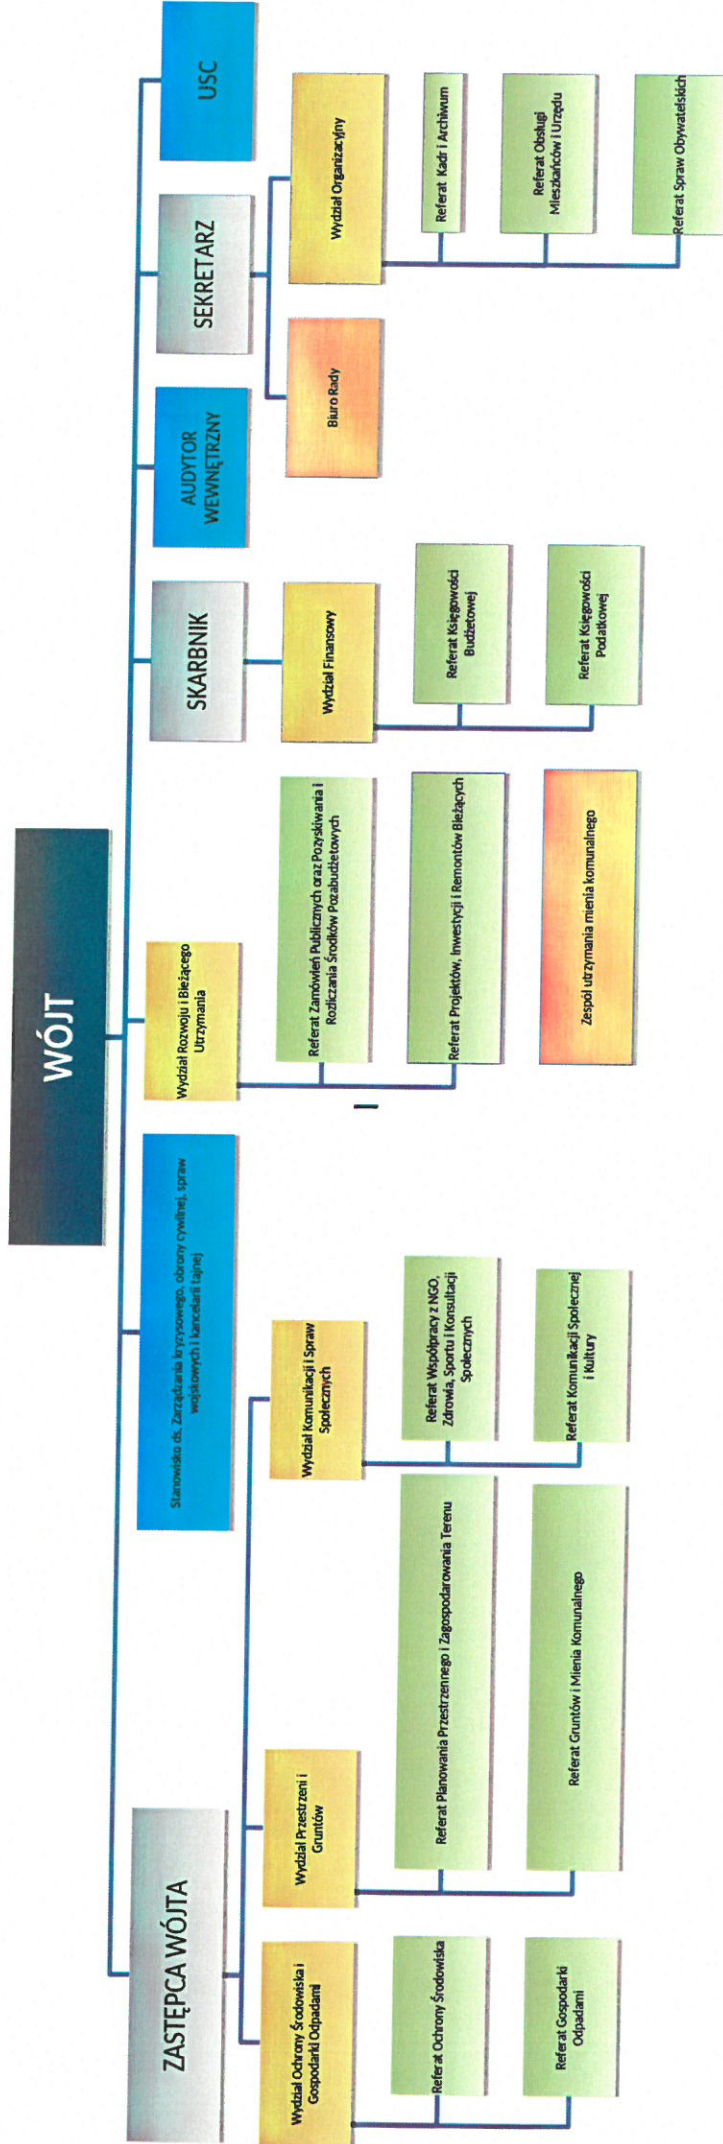 WÓJT
ZASTĘPCA WÓJTA
Stanowisko ds. Zarządzania kryzysowego, obrony cywilnej, spraw
wojskowych i kancelarii tajnej
Wydział Rozwoju i Bieżącego
Utrzymania
SKARBNIK
AUDYTOR
WEWNĘTRZNY
SEKRETARZ
USC
Wydział Ochrony Środowiska i
Gospodarki Odpadami
Referat Ochrony Środowiska
Referat Gospodarki
Odpadami
Wydział Przestrzeni i
Gruntów
Referat Planowania Przestrzennego i Zagospodarowania Terenu
Referat Gruntów i Mienia Komunalnego
Wydział Komunikacji i Spraw
Społecznych
Referat Współpracy z NGO,
Zdrowia, Sportu i Konsultacji
Społecznych
Referat Komunikacji Społecznej
i Kultury
Referat Zamówień Publicznych oraz Pozyskiwania i
Rozliczania Środków Pozabudżetowych
Referat Projektów, Inwestycji i Remontów Bieżących
Zespół utrzymania mienia komunalnego
Wydział Finansowy
Referat Księgowości
Budżetowej
Referat Księgowości
Podatkowej
Biuro Rady
Wydział Organizacyjny
Referat Kadr i Archiwum
Referat Obsługi
Mieszkańców i Urzędu
Referat Spraw Obywatelskich